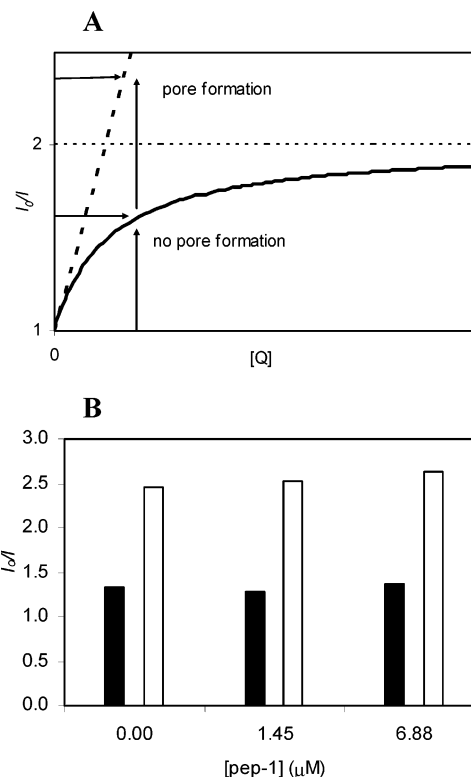 A
pore formation
2
I₀/I
no pore formation
1
0
[Q]
B
3.0
2.5
2.0
1.5
1.0
0.5
0.0
I₀/I
0.00 1.45 6.88
[pep-1] (μM)